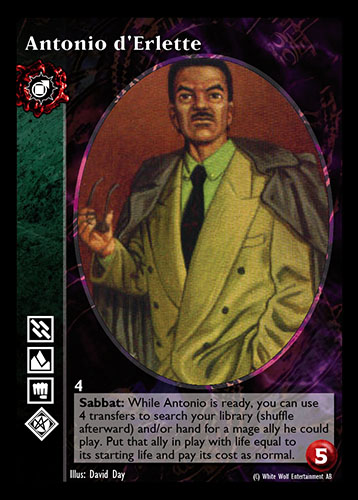 Antonio d'Erlette
4
Sabbat: While Antonio is ready, you can use
4 transfers to search your library (shuffle
afterward) and/or hand for a mage ally he could
play. Put that ally in play with life equal to
its starting life and pay its cost as normal.
5
Illus: David Day
(C) White Wolf Entertainment AB